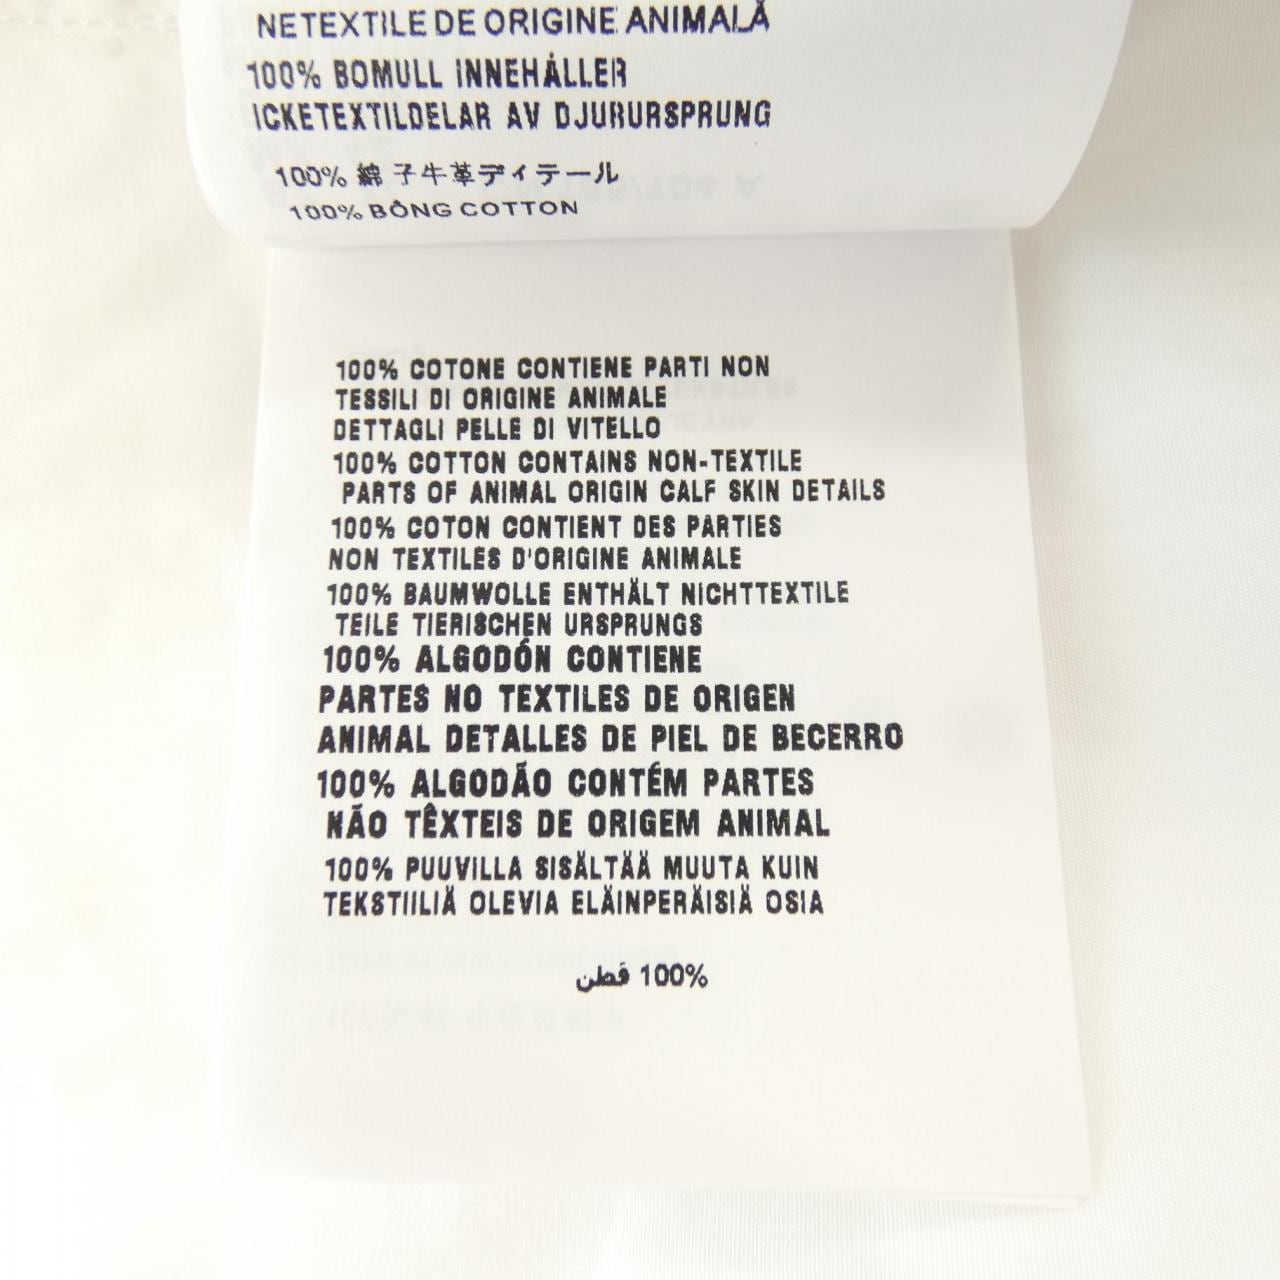 NETEXTILE DE ORIGINE ANIMALĂ
100% BOMULL INNEHÅLLER
ICKETEXTILDELAR AV DJURURSPRUNG
100% 綿 子牛革ディテール
100% BÔNG COTTON
100% COTONE CONTIENE PARTI NON
TESSILI DI ORIGINE ANIMALE
DETTAGLI PELLE DI VITELLO
100% COTTON CONTAINS NON-TEXTILE
PARTS OF ANIMAL ORIGIN CALF SKIN DETAILS
100% COTON CONTIENT DES PARTIES
NON TEXTILES D'ORIGINE ANIMALE
100% BAUMWOLLE ENTHÄLT NICHTTEXTILE
TEILE TIERISCHEN URSPRUNGS
100% ALGODÓN CONTIENE
PARTES NO TEXTILES DE ORIGEN
ANIMAL DETALLES DE PIEL DE BECERRO
100% ALGODÃO CONTÉM PARTES
NÃO TÊXTEIS DE ORIGEM ANIMAL
100% PUUVILLA SISÄLTÄÄ MUUTA KUIN
TEKSTIILIÄ OLEVIA ELÄINPERÄISIÄ OSIA
100% قطن